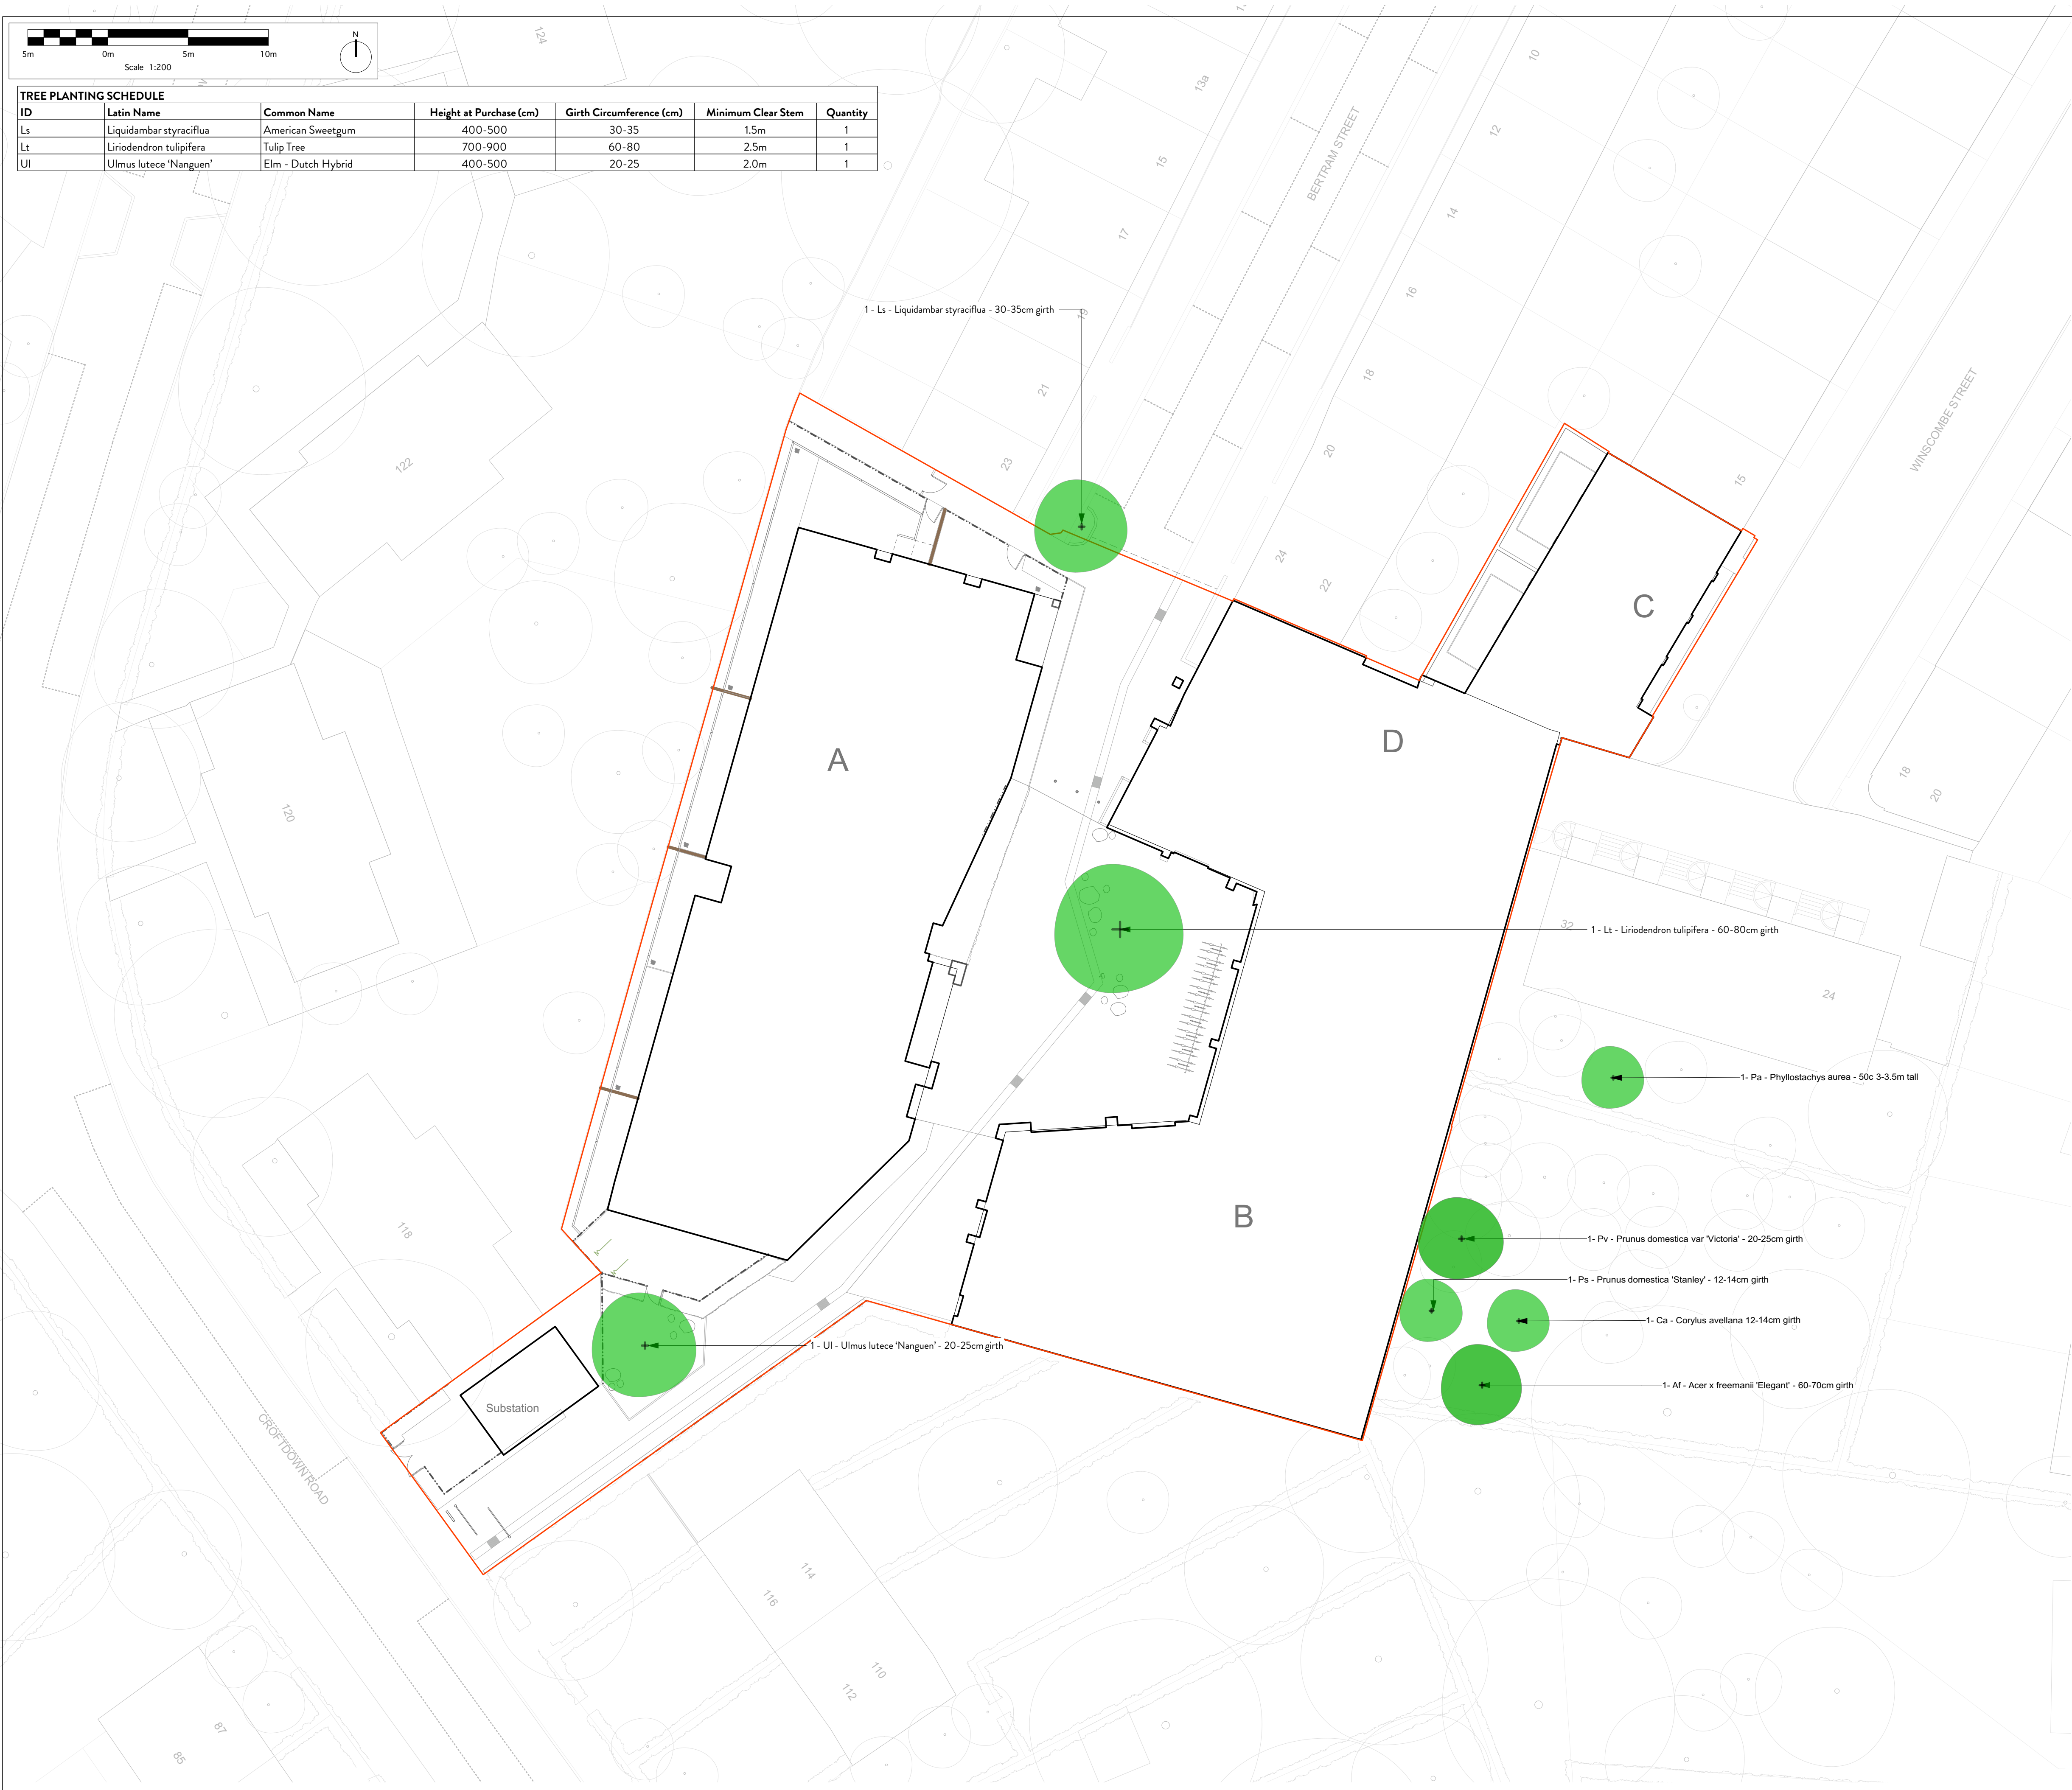 5m 0m 5m 10m
Scale 1:200
N
TREE PLANTING SCHEDULE
ID Latin Name Common Name Height at Purchase (cm) Girth Circumference (cm) Minimum Clear Stem Quantity
Ls Liquidambar styraciflua American Sweetgum 400-500 30-35 1.5m 1
Lt Liriodendron tulipifera Tulip Tree 700-900 60-80 2.5m 1
Ul Ulmus lutece ‘Nanguen’ Elm - Dutch Hybrid 400-500 20-25 2.0m 1
124
13a
10
12
15
BERTRAM STREET
14
17
16
1 - Ls - Liquidambar styraciflua - 30-35cm girth
19
18
21
WINSCOMBE STREET
20
23
122
15
24
22
C
A
D
18
20
120
32
1 - Lt - Liriodendron tulipifera - 60-80cm girth
24
1- Pa - Phyllostachys aurea - 50c 3-3.5m tall
B
118
1- Pv - Prunus domestica var 'Victoria' - 20-25cm girth
1- Ps - Prunus domestica 'Stanley' - 12-14cm girth
1- Ca - Corylus avellana 12-14cm girth
1 - Ul - Ulmus lutece ‘Nanguen’ - 20-25cm girth
1- Af - Acer x freemanii 'Elegant' - 60-70cm girth
Substation
CROFTDOWN ROAD
114
116
110
112
87
85